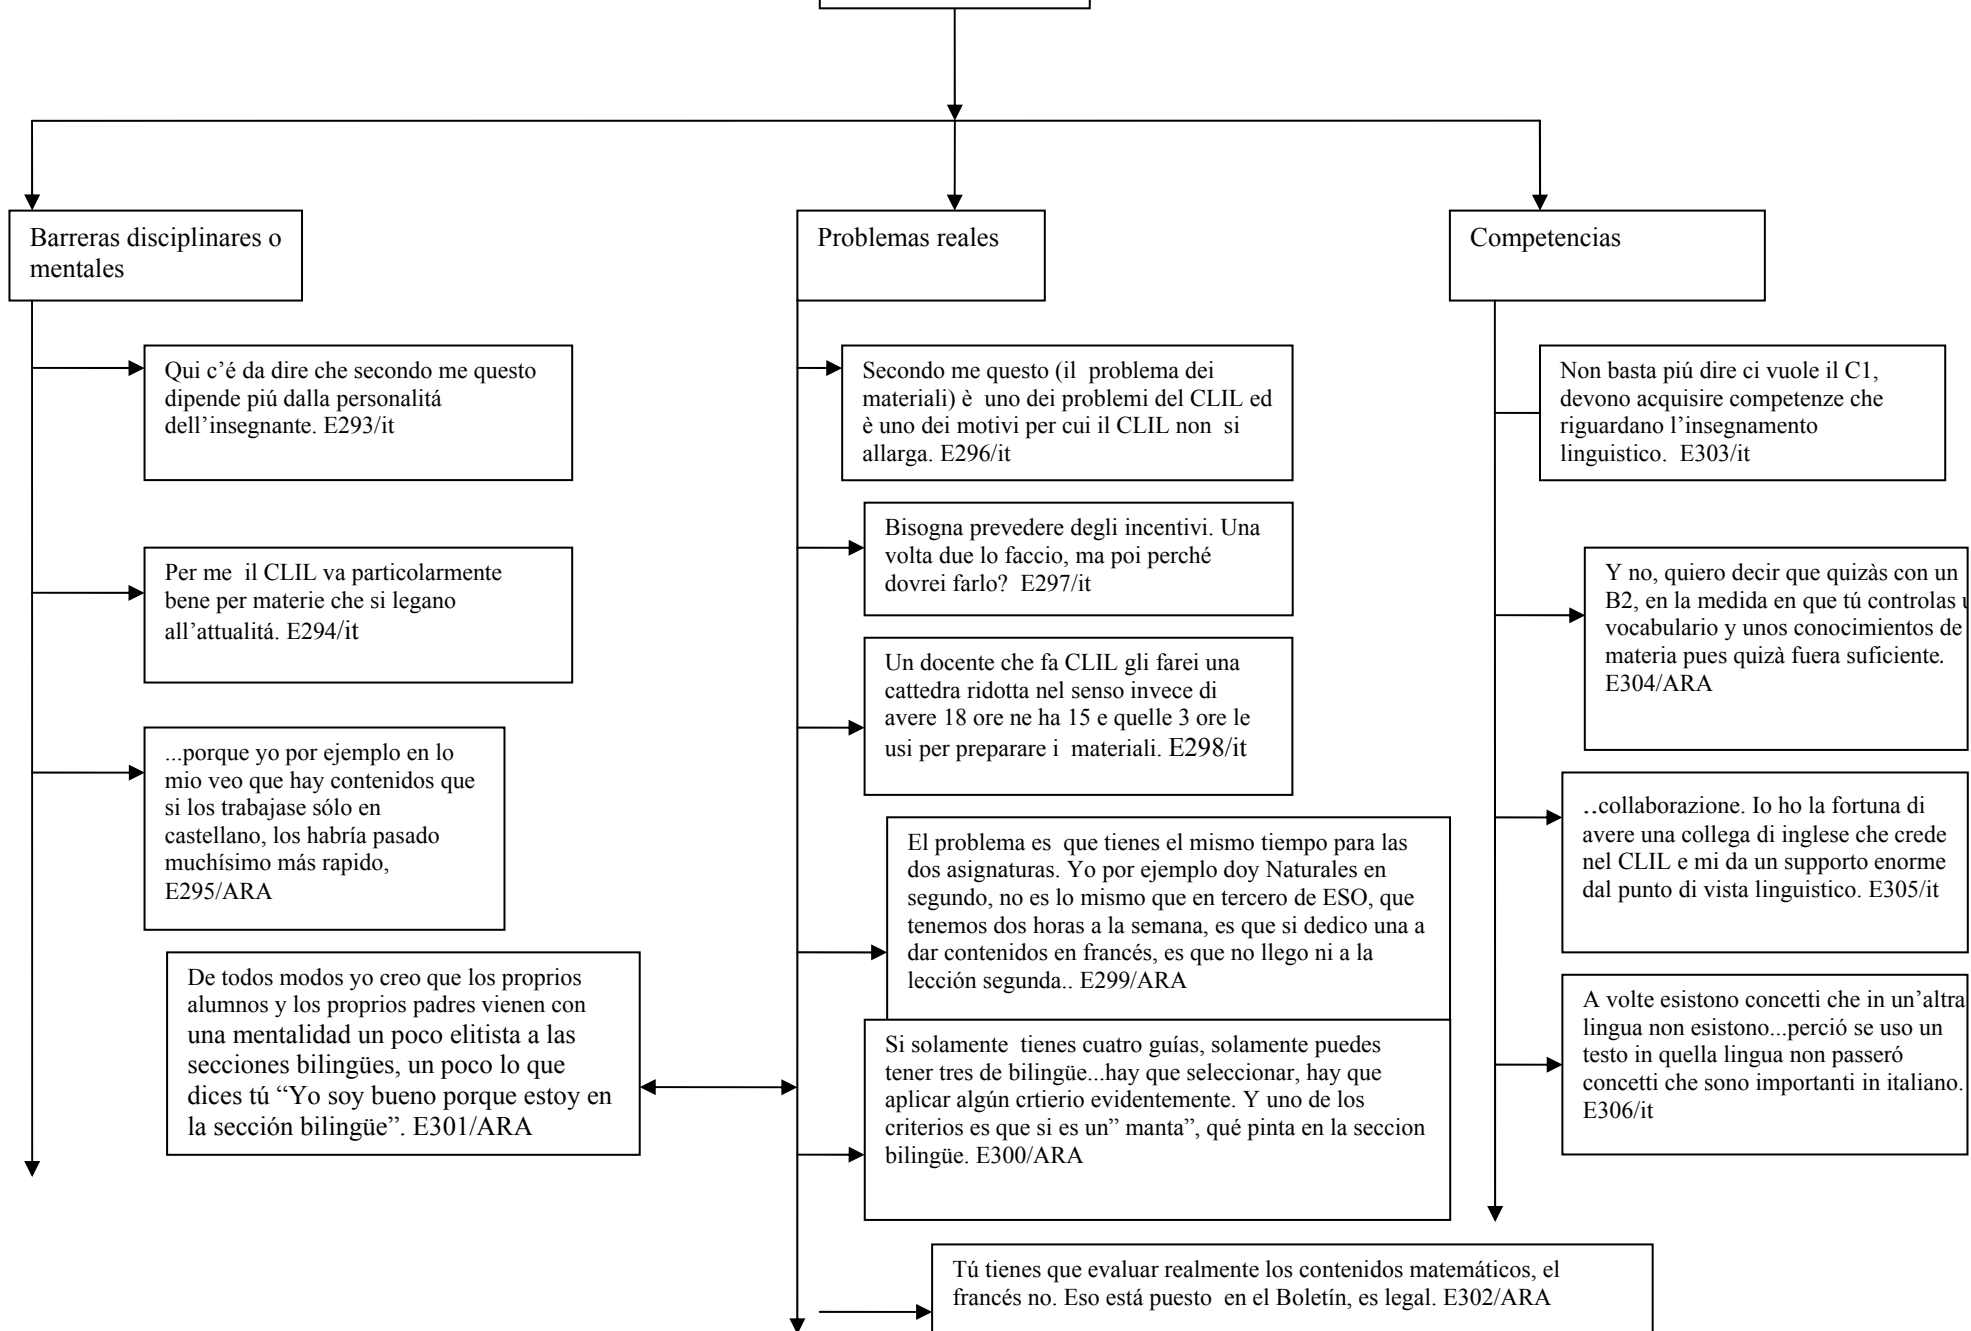 Barreras disciplinares o
mentales
Qui c’é da dire che secondo me questo
dipende piú dalla personalitá
dell’insegnante. E293/it
Per me il CLIL va particolarmente
bene per materie che si legano
all’attualitá. E294/it
...porque yo por ejemplo en lo
mio veo que hay contenidos que
si los trabajase sólo en
castellano, los habría pasado
muchísimo más rapido,
E295/ARA
De todos modos yo creo que los proprios
alumnos y los proprios padres vienen con
una mentalidad un poco elitista a las
secciones bilingües, un poco lo que
dices tú “Yo soy bueno porque estoy en
la sección bilingüe”. E301/ARA
Problemas reales
Secondo me questo (il problema dei
materiali) è uno dei problemi del CLIL ed
è uno dei motivi per cui il CLIL non si
allarga. E296/it
Bisogna prevedere degli incentivi. Una
volta due lo faccio, ma poi perché
dovrei farlo? E297/it
Un docente che fa CLIL gli farei una
cattedra ridotta nel senso invece di
avere 18 ore ne ha 15 e quelle 3 ore le
usi per preparare i materiali. E298/it
El problema es que tienes el mismo tiempo para las
dos asignaturas. Yo por ejemplo doy Naturales en
segundo, no es lo mismo que en tercero de ESO, que
tenemos dos horas a la semana, es que si dedico una a
dar contenidos en francés, es que no llego ni a la
lección segunda.. E299/ARA
Si solamente tienes cuatro guías, solamente puedes
tener tres de bilingüe...hay que seleccionar, hay que
aplicar algún crtierio evidentemente. Y uno de los
criterios es que si es un” manta”, qué pinta en la seccion
bilingüe. E300/ARA
Tú tienes que evaluar realmente los contenidos matemáticos, el
francés no. Eso está puesto en el Boletín, es legal. E302/ARA
Competencias
Non basta piú dire ci vuole il C1,
devono acquisire competenze che
riguardano l’insegnamento
linguistico. E303/it
Y no, quiero decir que quizàs con un
B2, en la medida en que tú controlas
vocabulario y unos conocimientos de
materia pues quizà fuera suficiente.
E304/ARA
..collaborazione. Io ho la fortuna di
avere una collega di inglese che crede
nel CLIL e mi da un supporto enorme
dal punto di vista linguistico. E305/it
A volte esistono concetti che in un’altra
lingua non esistono...perció se uso un
testo in quella lingua non passeró
concetti che sono importanti in italiano.
E306/it